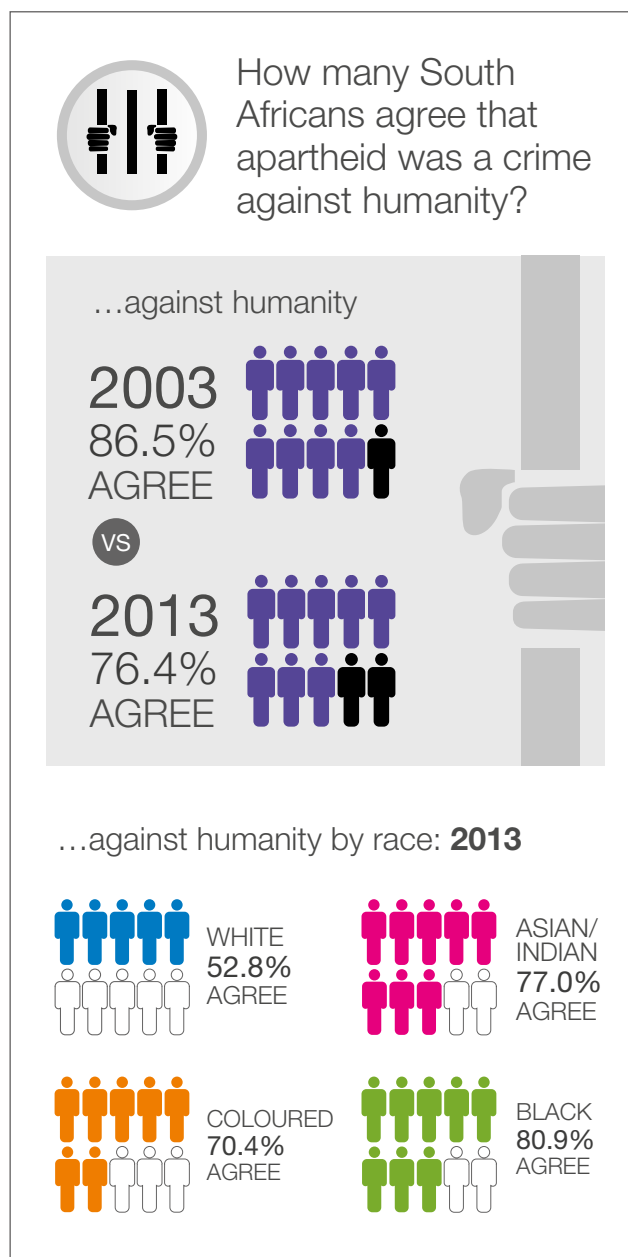 How many South
Africans agree that
apartheid was a crime
against humanity?
…against humanity
2003
86.5%
AGREE
VS
2013
76.4%
AGREE
…against humanity by race: 2013
WHITE
52.8%
AGREE
ASIAN/
INDIAN
77.0%
AGREE
COLOURED
70.4%
AGREE
BLACK
80.9%
AGREE